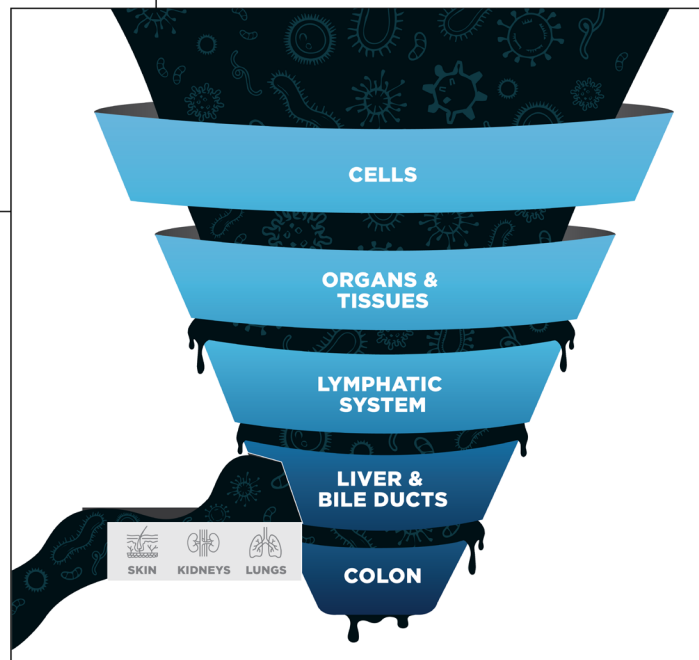 CELLS
ORGANS &
TISSUES
LYMPHATIC
SYSTEM
LIVER &
BILE DUCTS
SKIN KIDNEYS LUNGS
COLON